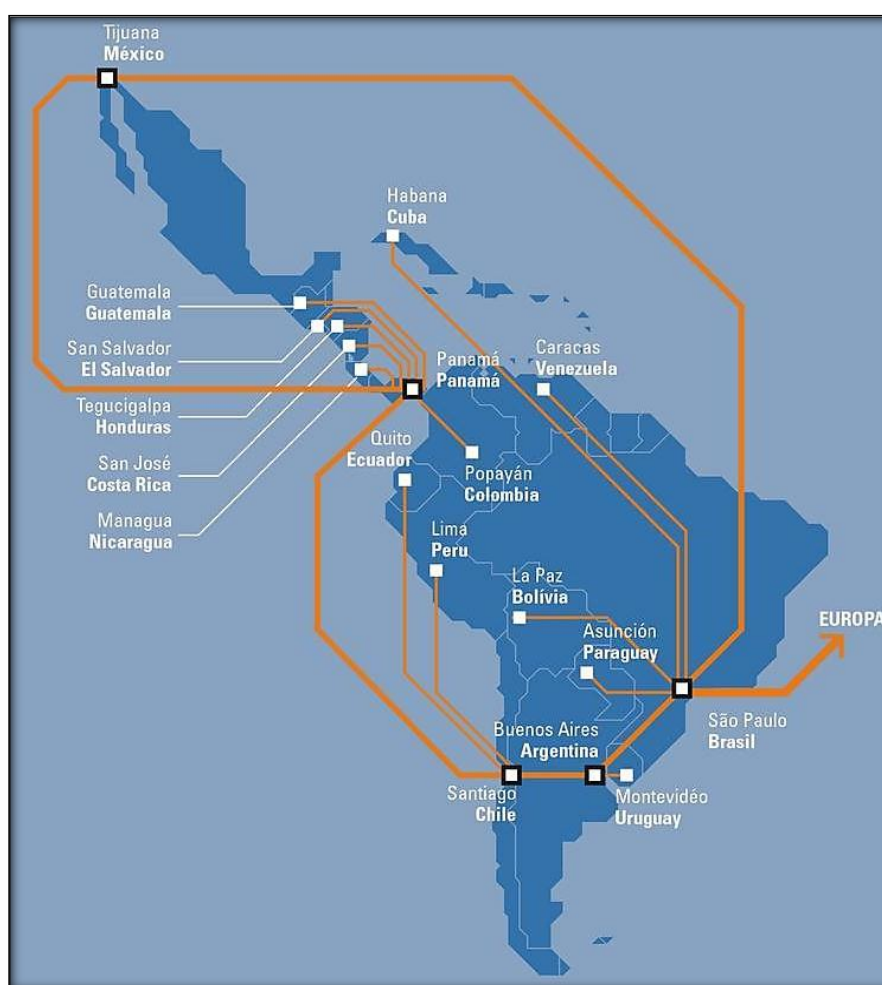 Tijuana
México
Habana
Cuba
Guatemala
Guatemala
San Salvador
El Salvador
Tegucigalpa
Honduras
San José
Costa Rica
Managua
Nicaragua
Panamá
Panamá
Caracas
Venezuela
Quito
Ecuador
Popayán
Colombia
Lima
Peru
La Paz
Bolívia
Asunción
Paraguay
EUROPA
São Paulo
Brasil
Buenos Aires
Argentina
Santiago
Chile
Montevidéo
Uruguay